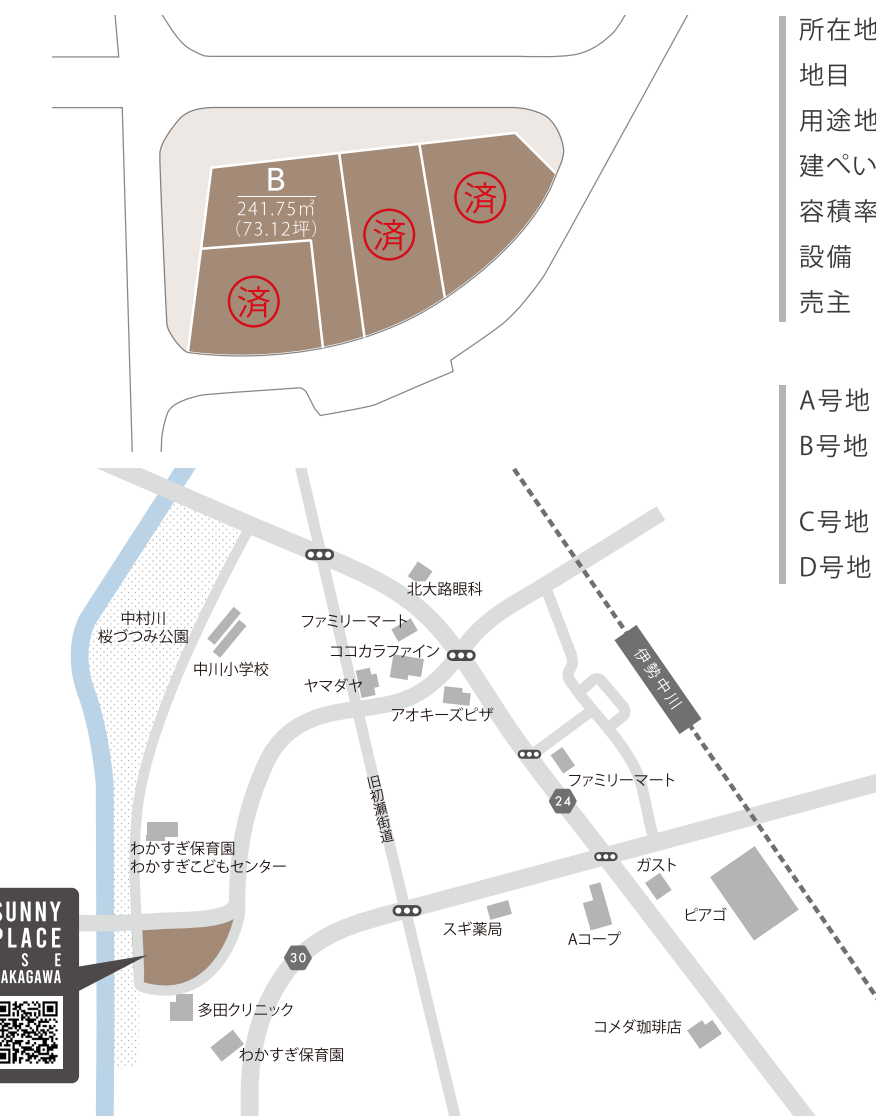 B
241.75㎡
(73.12坪)
済
済
済
所在地
地目
用途地
建ぺい
容積率
設備
売主
A号地
B号地
C号地
D号地
北大路眼科
中村川
桜づつみ公園
ファミリーマート
ココカラファイン
中川小学校
ヤマダヤ
アオキーズピザ
伊勢中川
ファミリーマート
24
旧初瀬街道
わかすぎ保育園
わかすぎこどもセンター
ガスト
ピアゴ
スギ薬局
Aコープ
30
SUNNY
PLACE
S E
AKAGAWA
多田クリニック
コメダ珈琲店
わかすぎ保育園